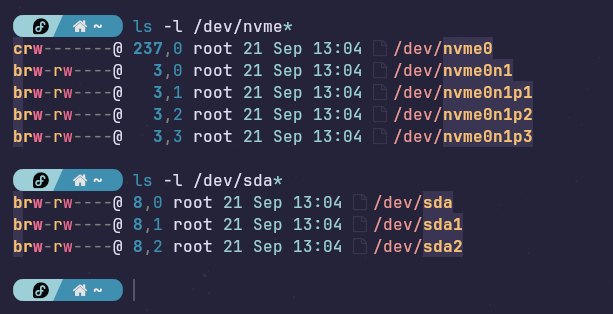 ~ ls -l /dev/nvme*
crw-------@ 237,0 root 21 Sep 13:04 /dev/nvme0
brw-rw----@ 3,0 root 21 Sep 13:04 /dev/nvme0n1
brw-rw----@ 3,1 root 21 Sep 13:04 /dev/nvme0n1p1
brw-rw----@ 3,2 root 21 Sep 13:04 /dev/nvme0n1p2
brw-rw----@ 3,3 root 21 Sep 13:04 /dev/nvme0n1p3
~ ls -l /dev/sda*
brw-rw----@ 8,0 root 21 Sep 13:04 /dev/sda
brw-rw----@ 8,1 root 21 Sep 13:04 /dev/sda1
brw-rw----@ 8,2 root 21 Sep 13:04 /dev/sda2
~